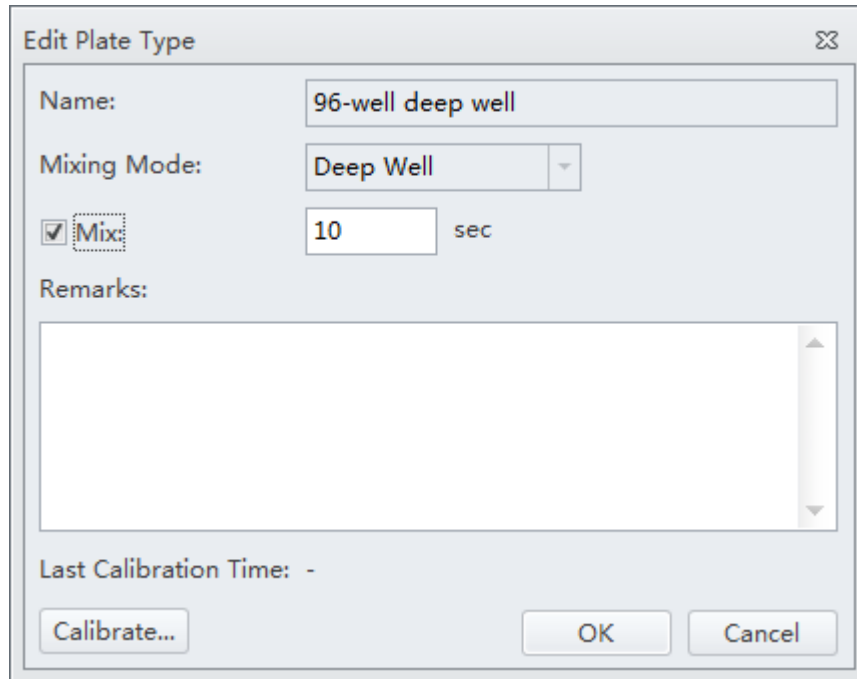 Edit Plate Type
Name: 96-well deep well
Mixing Mode: Deep Well
Mix: 10 sec
Remarks:
Last Calibration Time: -
Calibrate... OK Cancel